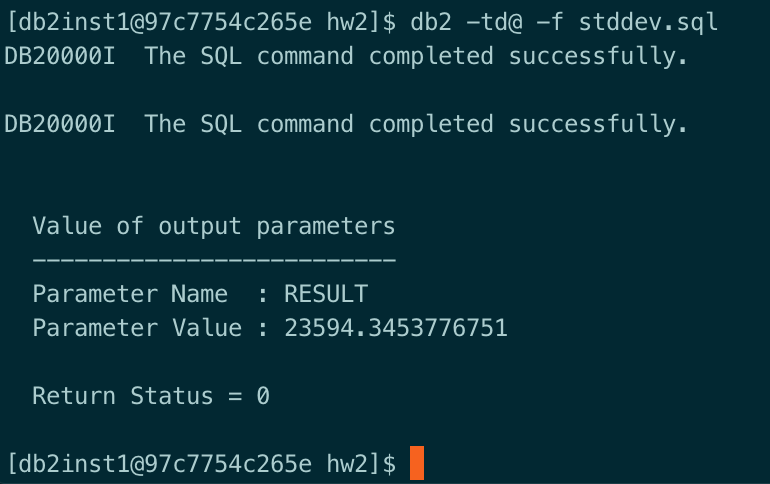 [db2inst1@97c7754c265e hw2]$ db2 -td@ -f stddev.sql
DB20000I  The SQL command completed successfully.
DB20000I  The SQL command completed successfully.
Value of output parameters
--------------------------
Parameter Name  : RESULT
Parameter Value : 23594.3453776751
Return Status = 0
[db2inst1@97c7754c265e hw2]$